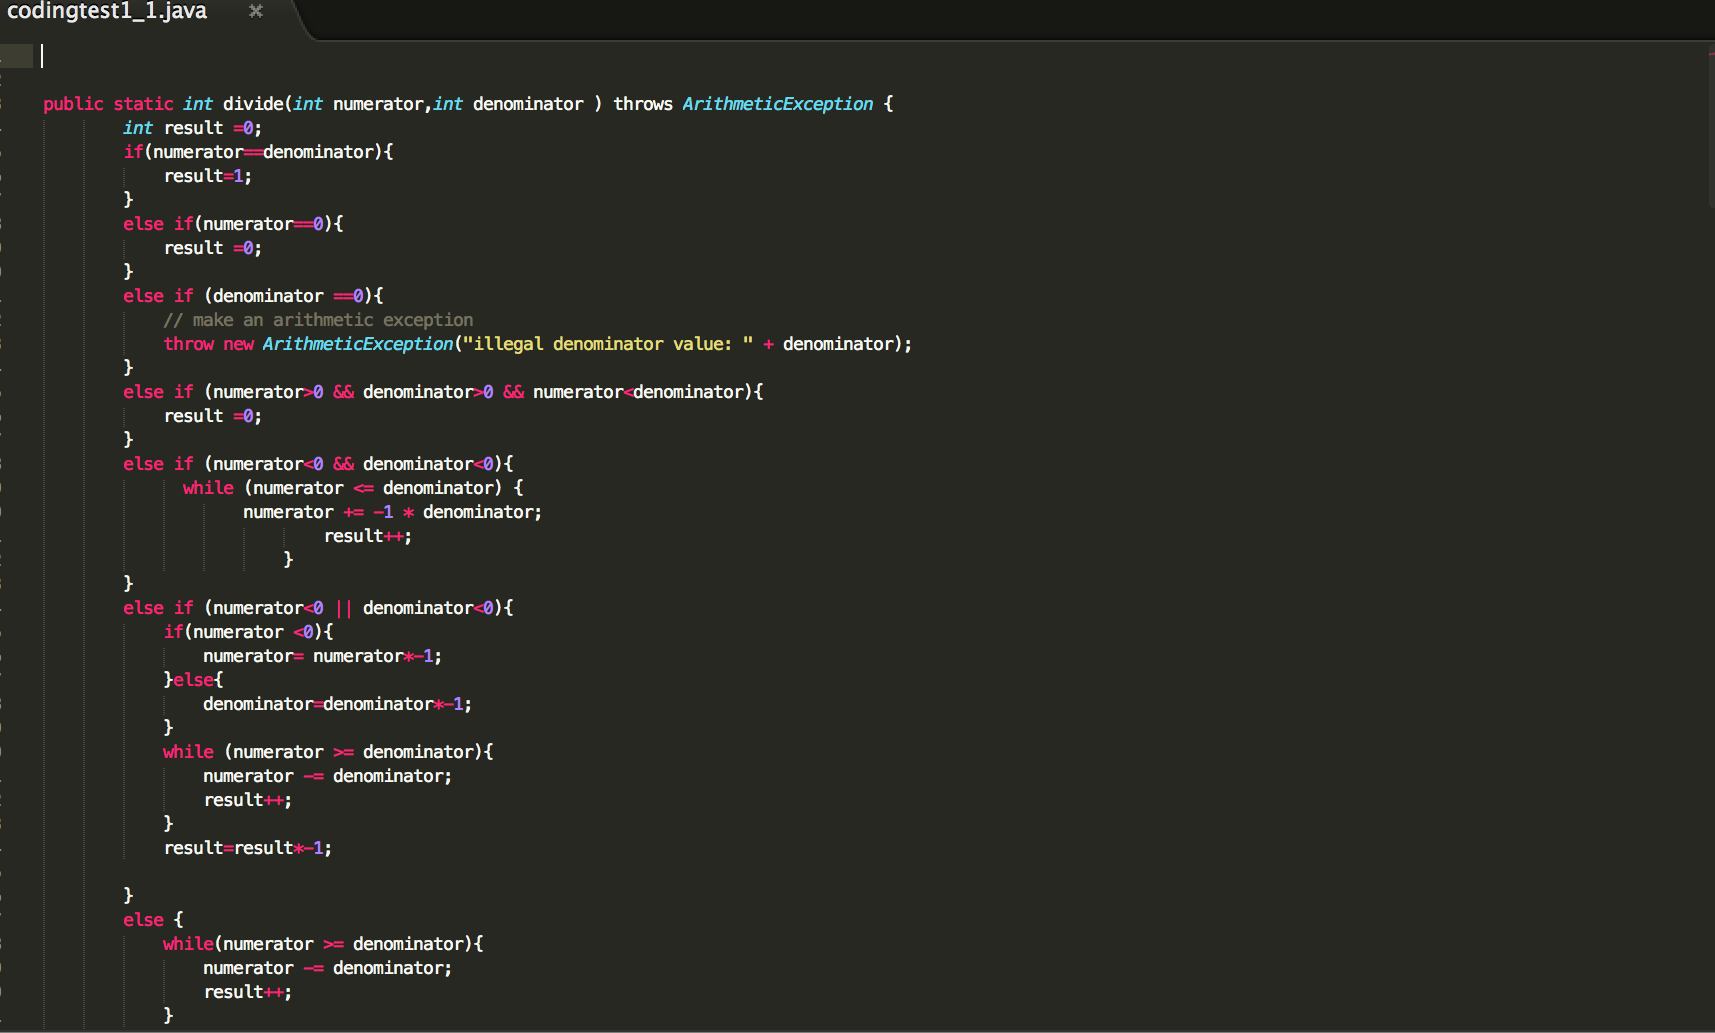 codingtest1_1.java ×
public static int divide(int numerator,int denominator ) throws ArithmeticException {
int result =0;
if(numerator==denominator){
result=1;
}
else if(numerator==0){
result =0;
}
else if (denominator ==0){
// make an arithmetic exception
throw new ArithmeticException("illegal denominator value: " + denominator);
}
else if (numerator>0 && denominator>0 && numerator<denominator){
result =0;
}
else if (numerator<0 && denominator<0){
while (numerator <= denominator) {
numerator += -1 * denominator;
result++;
}
}
else if (numerator<0 || denominator<0){
if(numerator <0){
numerator= numerator*-1;
}else{
denominator=denominator*-1;
}
while (numerator >= denominator){
numerator -= denominator;
result++;
}
result=result*-1;
}
else {
while(numerator >= denominator){
numerator -= denominator;
result++;
}